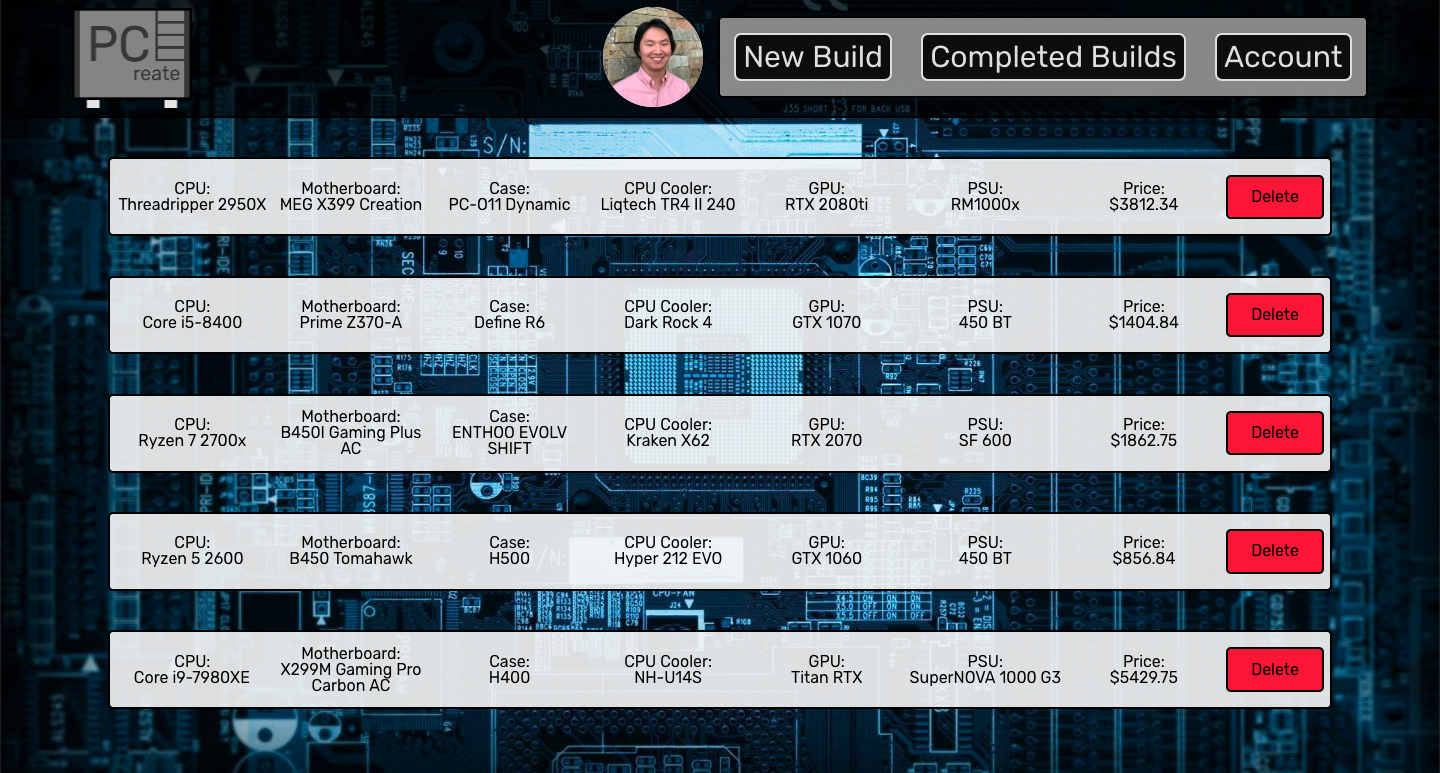 PC
reate
New Build
Completed Builds
Account
J35 SHORT 2-3 FOR BACK USB
S/N:
CPU:
Threadripper 2950X
Motherboard:
MEG X399 Creation
Case:
PC-O11 Dynamic
CPU Cooler:
Liqtech TR4 II 240
GPU:
RTX 2080ti
PSU:
RM1000x
Price:
$3812.34
Delete
CPU:
Core i5-8400
Motherboard:
Prime Z370-A
Case:
Define R6
CPU Cooler:
Dark Rock 4
GPU:
GTX 1070
PSU:
450 BT
Price:
$1404.84
Delete
CPU:
Ryzen 7 2700x
Motherboard:
B450I Gaming Plus
AC
Case:
ENTHOO EVOLV
SHIFT
CPU Cooler:
Kraken X62
GPU:
RTX 2070
PSU:
SF 600
Price:
$1862.75
Delete
CPU:
Ryzen 5 2600
Motherboard:
B450 Tomahawk
Case:
H500
CPU Cooler:
Hyper 212 EVO
GPU:
GTX 1060
PSU:
450 BT
Price:
$856.84
Delete
CPU:
Core i9-7980XE
Motherboard:
X299M Gaming Pro
Carbon AC
Case:
H400
CPU Cooler:
NH-U14S
GPU:
Titan RTX
PSU:
SuperNOVA 1000 G3
Price:
$5429.75
Delete